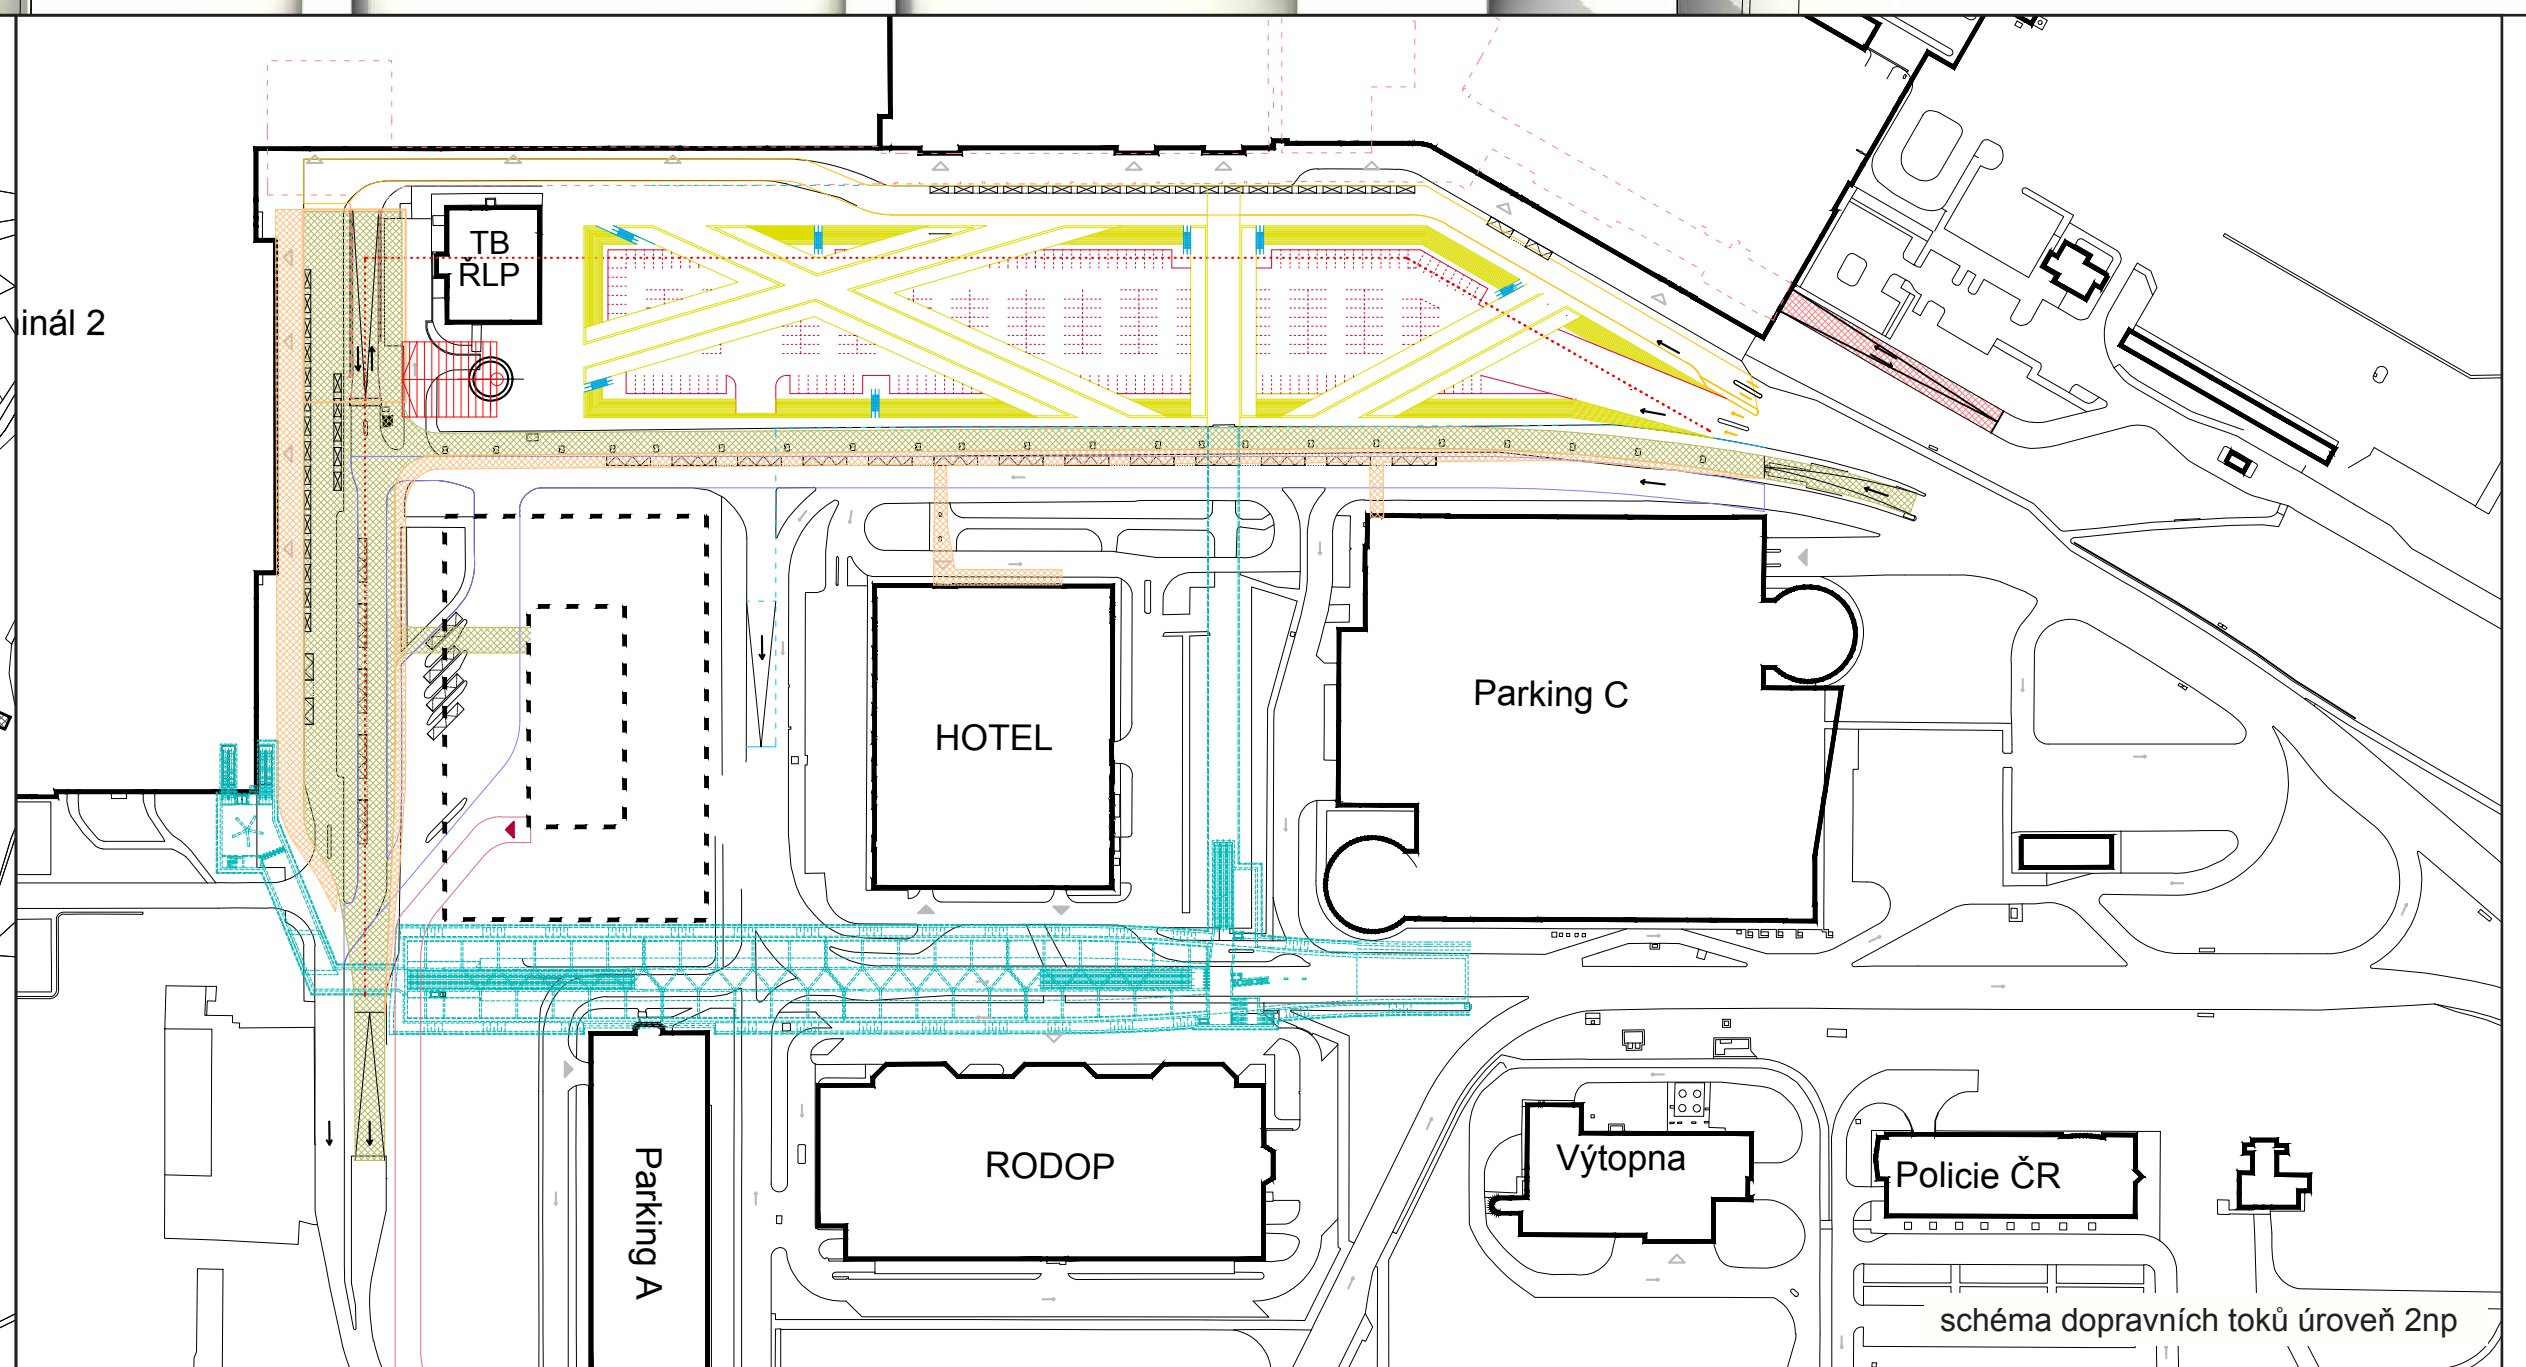 TB
ŘLP
inál 2
Parking C
HOTEL
Parking A
RODOP
Výtopna
Policie ČR
schéma dopravních toků úroveň 2np